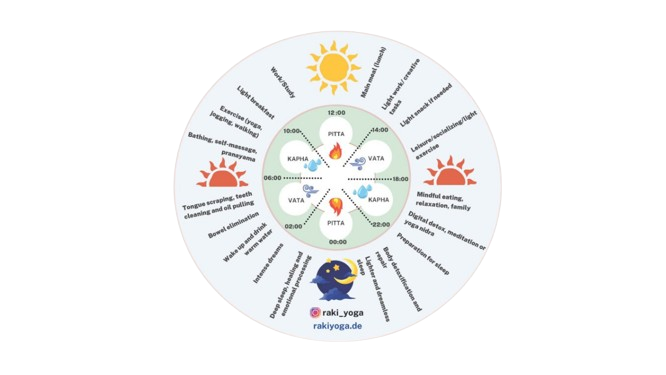 12:00
PITTA
14:00
VATA
18:00
KAPHA
22:00
PITTA
00:00
02:00
VATA
06:00
KAPHA
10:00
Main meal (lunch)
Light work/ creative
tasks
Light snack if needed
Leisure/socializing/light
exercise
Mindful eating,
relaxation, family
Digital detox, meditation or
yoga nidra
Preparation for sleep
Body detoxification and
repair
Lighter and dreamless
sleep
Deep sleep, healing and
emotional processing
Intense dreams
Wake up and drink
warm water
Bowel elimination
Tongue scraping, teeth
cleaning and oil pulling
Bathing, self-massage,
pranayama
Exercise (yoga,
jogging, walking)
Light breakfast
Work/Study
raki_yoga
rakiyoga.de